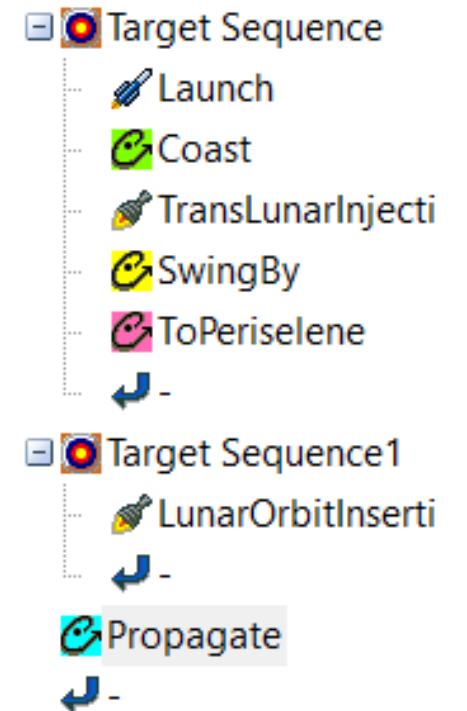 Target Sequence
Launch
Coast
TransLunarInjecti
SwingBy
ToPeriselene
-
Target Sequence1
LunarOrbitInserti
-
Propagate
-